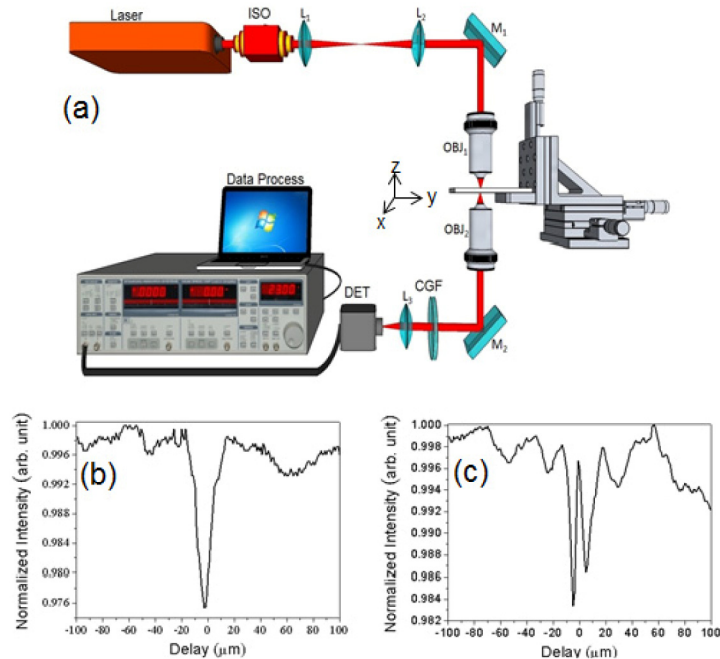 Laser
ISO
L1
L2
M1
(a)
OBJ1
Data Process
z
y
x
OBJ2
DET
L3
CGF
M2
Normalized Intensity (arb. unit)
1.000
0.996
0.992
0.988
0.984
0.980
0.976
(b)
-100 -80 -60 -40 -20 0 20 40 60 80 100
Delay (μm)
Normalized Intensity (arb. unit)
1.000
0.998
0.996
0.994
0.992
0.990
0.988
0.986
0.984
0.982
(c)
-100 -80 -60 -40 -20 0 20 40 60 80 100
Delay (μm)